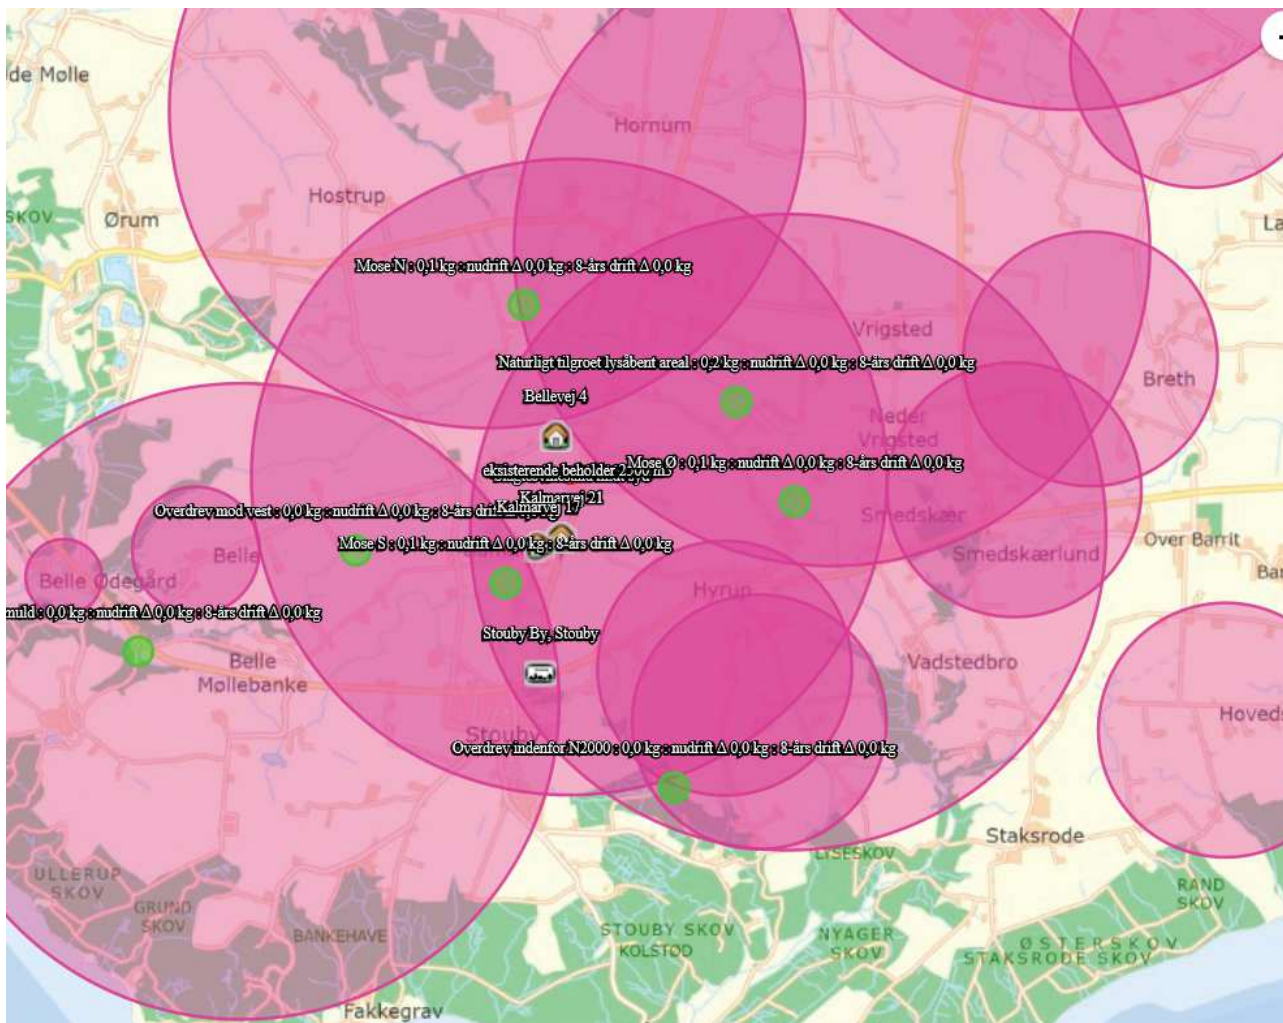 de Mølle
Hornum
Hostrup
SKOV
Ørum
La
Mose N : 0,1 kg : nudrift Δ 0,0 kg : 8-års drift Δ 0,0 kg
Vrigsted
Naturligt tilgroet lysåbent areal : 0,2 kg : nudrift Δ 0,0 kg : 8-års drift Δ 0,0 kg
Breth
Bellevej 4
Neder
Vrigsted
Mose Ø : 0,1 kg : nudrift Δ 0,0 kg : 8-års drift Δ 0,0 kg
eksisterende beholder
Kalmarvej 21
Kalmarvej 17
Overdrev mod vest : 0,0 kg : nudrift Δ 0,0 kg : 8-års
Smedskær
Mose S : 0,1 kg : nudrift Δ 0,0 kg : 8-års drift Δ 0,0 kg
Over Barrit
Belle
Smedskærlund
Belle Ødegård
Bar
Hyrup
muld : 0,0 kg : nudrift Δ 0,0 kg : 8-års drift Δ 0,0 kg
Stouby By, Stouby
Belle
Møllebanke
Vadstedbro
Hoveds
Stouby
Overdrev indenfor N2000 : 0,0 kg : nudrift Δ 0,0 kg : 8-års drift Δ 0,0 kg
Staksrode
LYSESKOV
ULLERUP
SKOV
RAND
SKOV
GRUND
SKOV
BANKEHAVE
STOUBY SKOV
KOLSTØD
NYAGER
SKOV
ØSTERSKOV
STAKSRODE SKOV
Fakkegrav